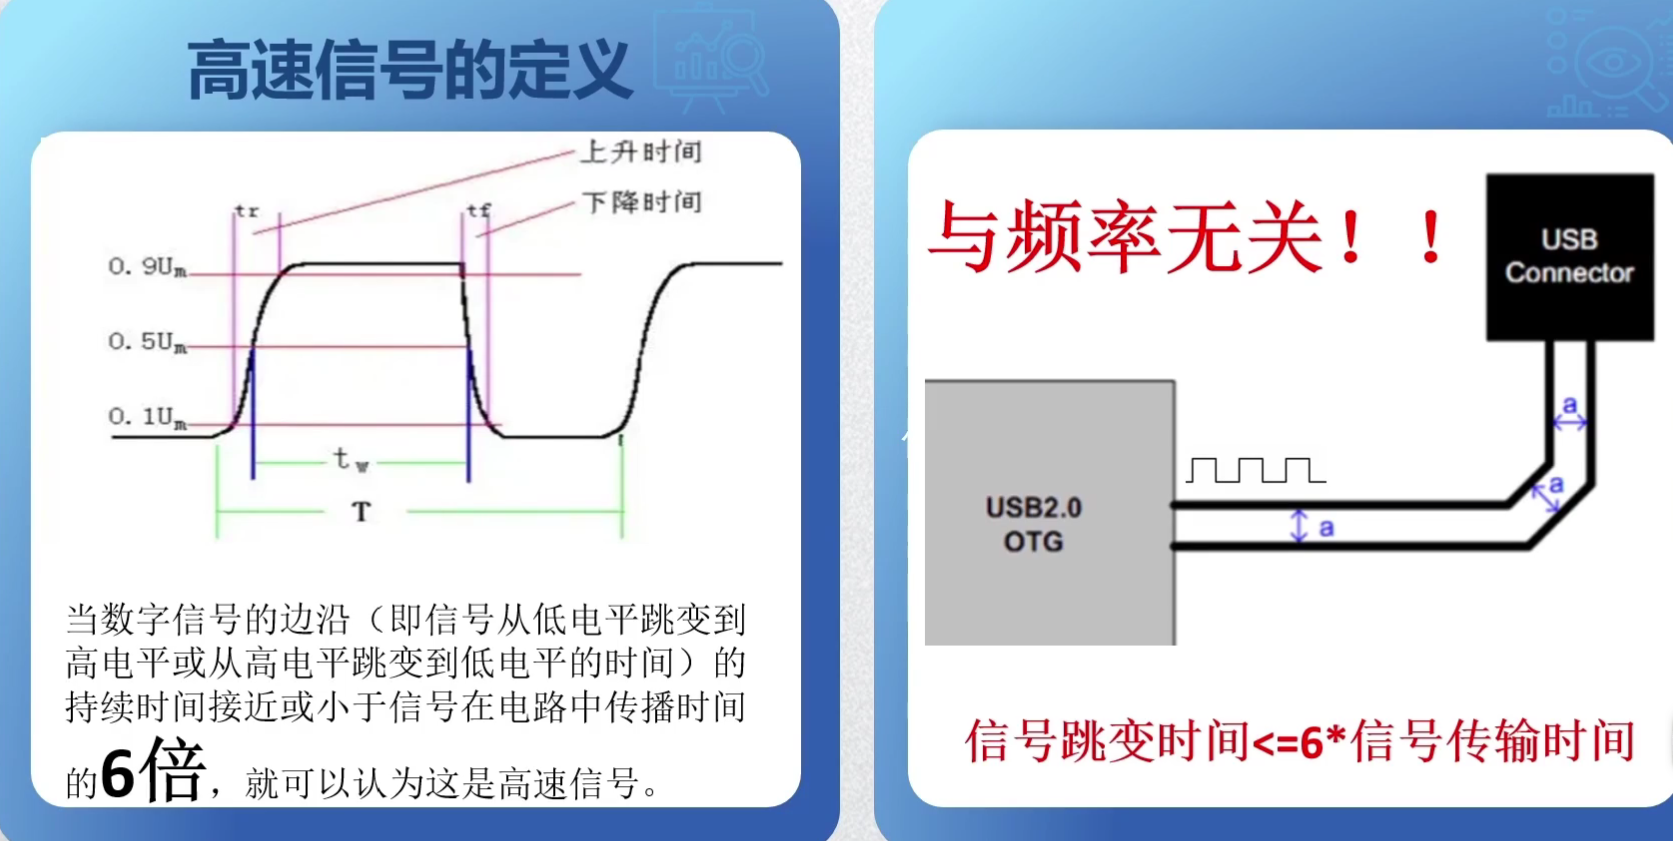 高速信号的定义
上升时间
下降时间
tr
tf
0.9Um
0.5Um
0.1Um
tw
T
当数字信号的边沿（即信号从低电平跳变到
高电平或从高电平跳变到低电平的时间）的
持续时间接近或小于信号在电路中传播时间
的6倍，就可以认为这是高速信号。
与频率无关！！
USB
Connector
a
a
a
USB2.0
OTG
信号跳变时间<=6*信号传输时间